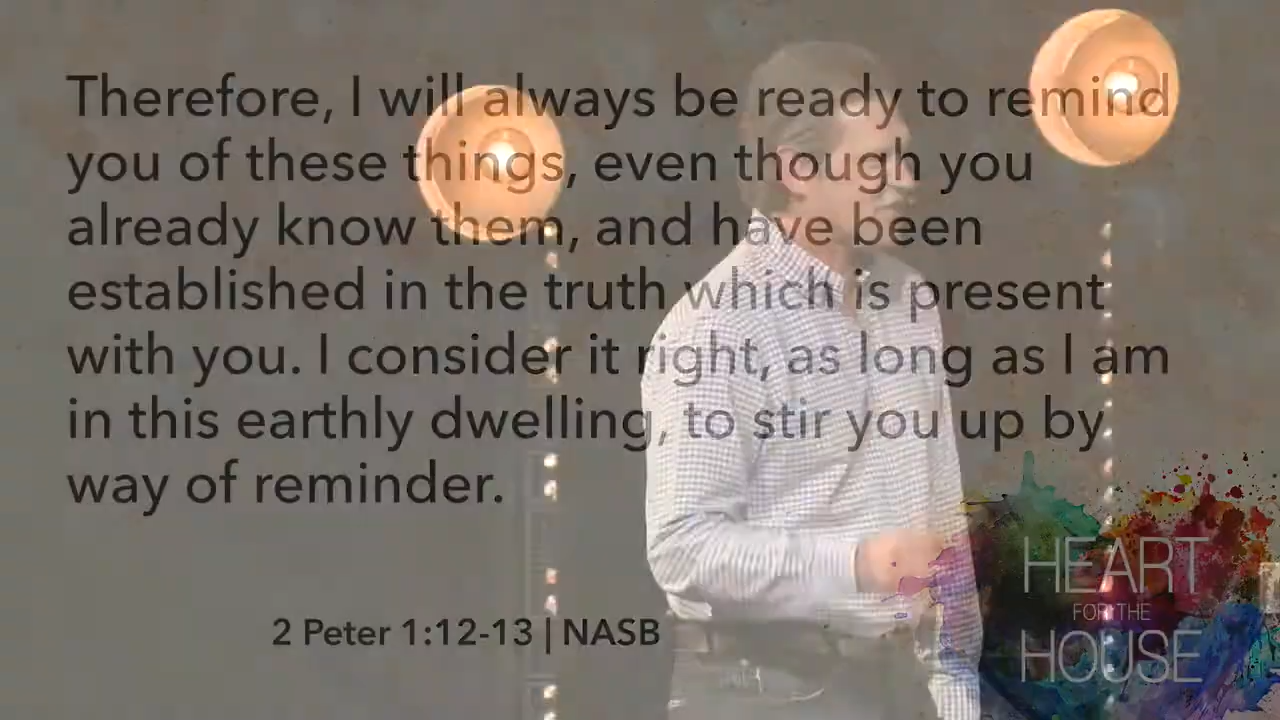 Therefore, I will always be ready to remind
you of these things, even though you
already know them, and have been
established in the truth which is present
with you. I consider it right, as long as I am
in this earthly dwelling, to stir you up by
way of reminder.
2 Peter 1:12-13 | NASB
HEART
FOR THE
HOUSE